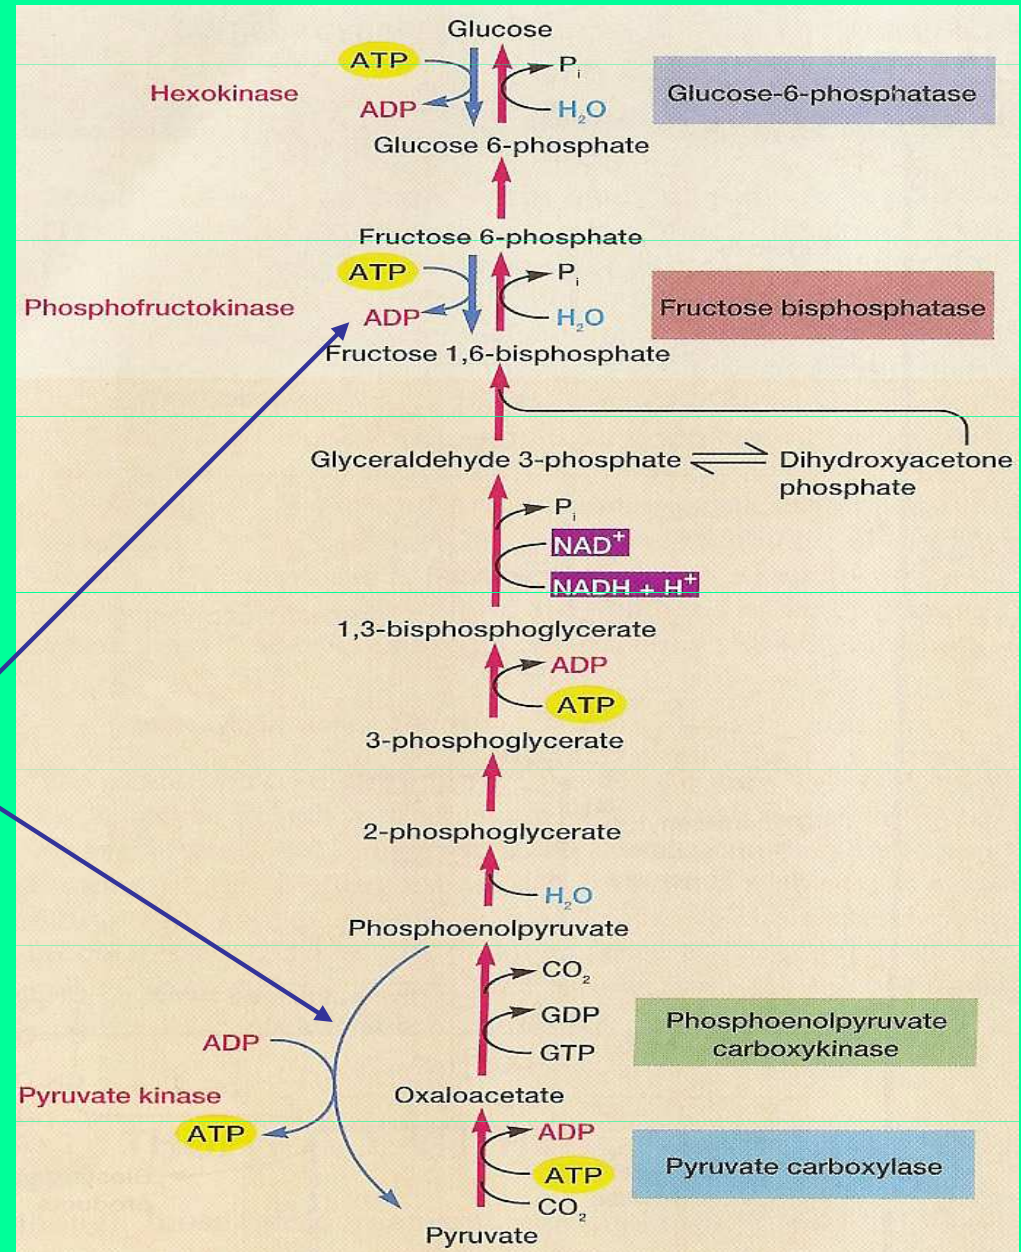 Glucose
ATP
P_i
Hexokinase
ADP
H₂O
Glucose-6-phosphatase
Glucose 6-phosphate
Fructose 6-phosphate
ATP
P_i
Phosphofructokinase
ADP
H₂O
Fructose bisphosphatase
Fructose 1,6-bisphosphate
Glyceraldehyde 3-phosphate
Dihydroxyacetone
phosphate
P_i
NAD⁺
NADH + H⁺
1,3-bisphosphoglycerate
ADP
ATP
3-phosphoglycerate
2-phosphoglycerate
H₂O
Phosphoenolpyruvate
CO₂
GDP
GTP
Phosphoenolpyruvate
carboxykinase
ADP
Pyruvate kinase
ATP
Oxaloacetate
ADP
ATP
CO₂
Pyruvate carboxylase
Pyruvate